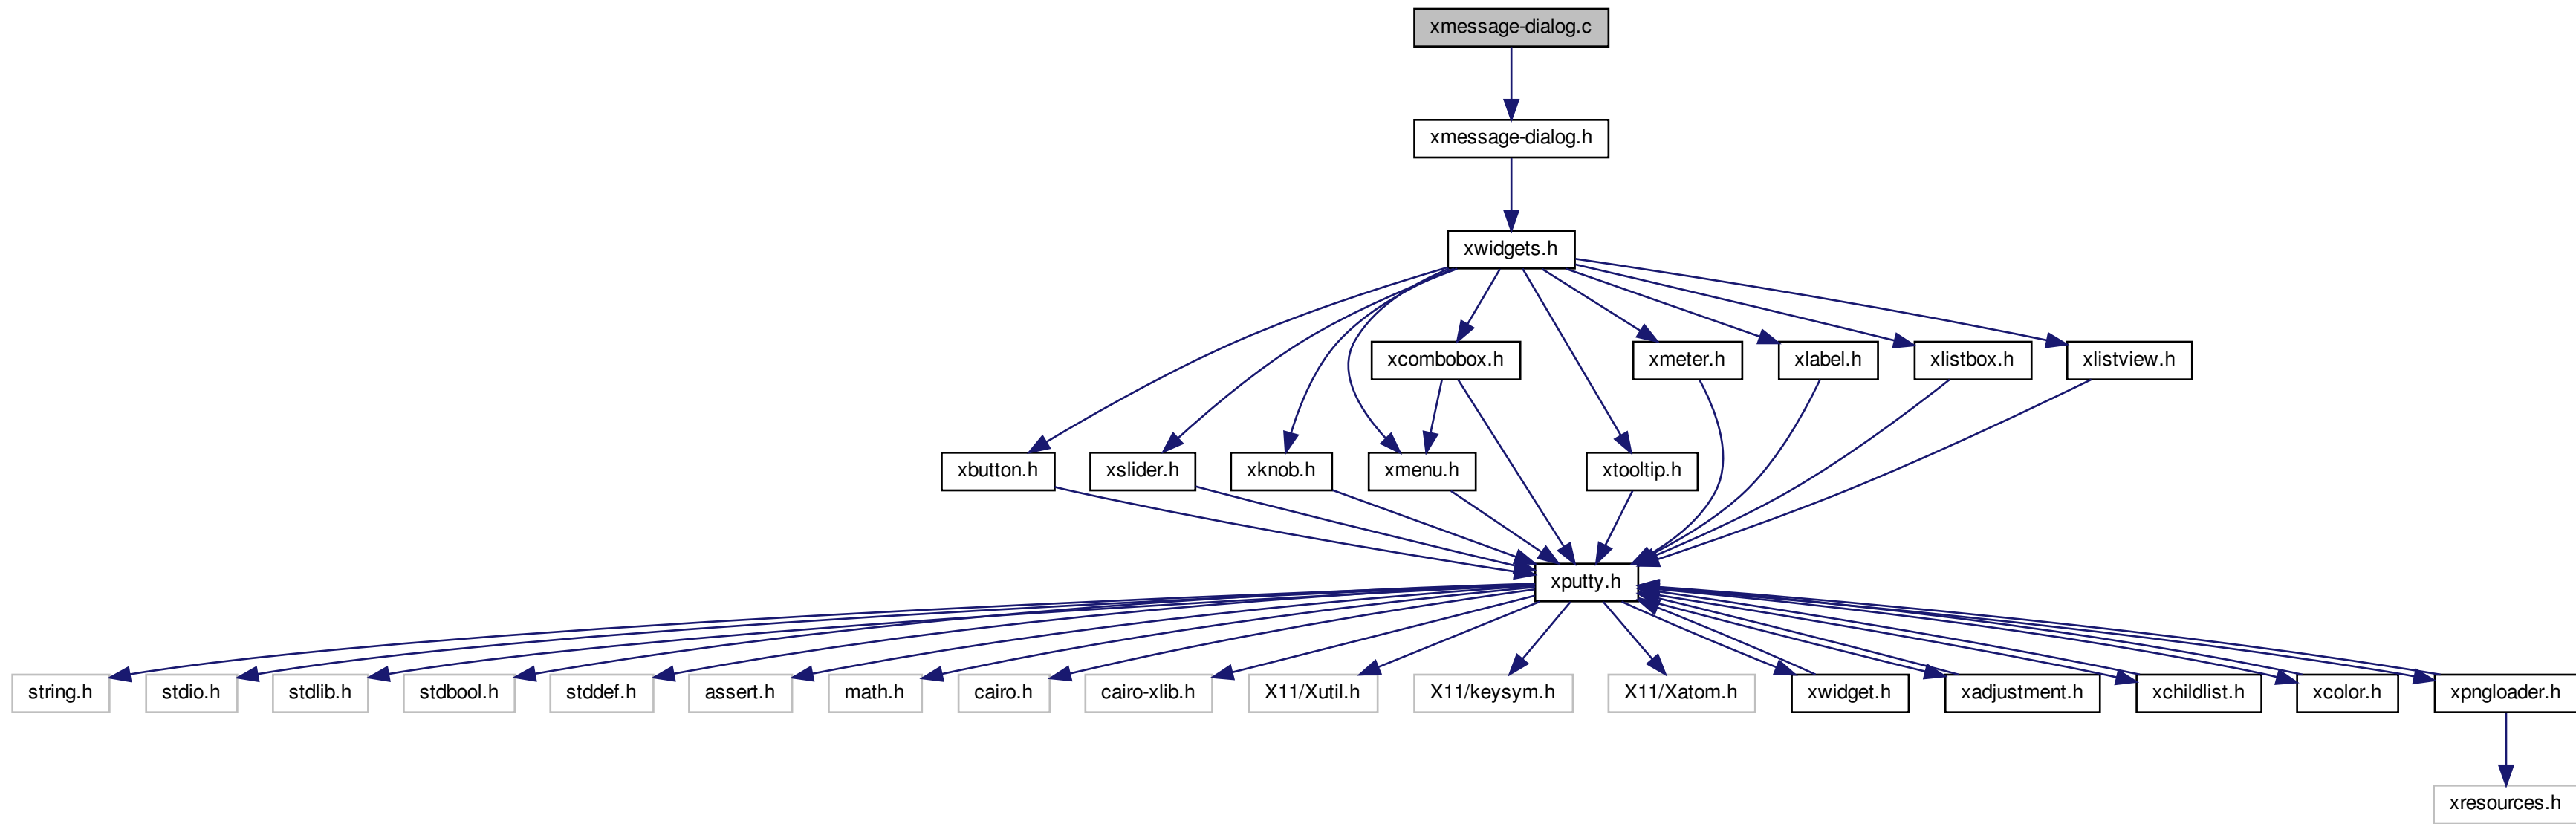 xmessage-dialog.c
xmessage-dialog.h
xwidgets.h
xcombobox.h
xmeter.h
xlabel.h
xlistbox.h
xlistview.h
xbutton.h
xslider.h
xknob.h
xmenu.h
xtooltip.h
xputty.h
string.h
stdio.h
stdlib.h
stdbool.h
stddef.h
assert.h
math.h
cairo.h
cairo-xlib.h
X11/Xutil.h
X11/keysym.h
X11/Xatom.h
xwidget.h
xadjustment.h
xchildlist.h
xcolor.h
xpngloader.h
xresources.h